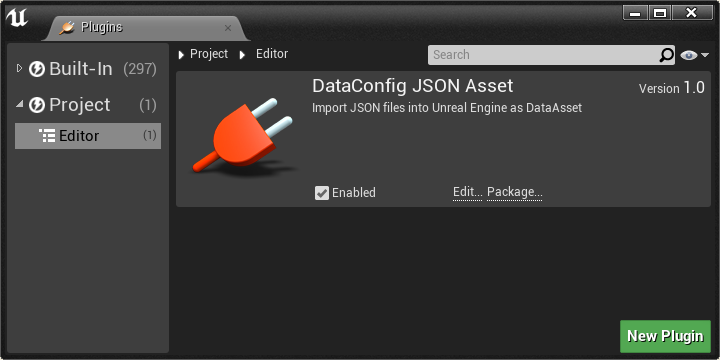 Plugins
Built-In (297)
Project (1)
Editor (1)
Project Editor
Search
DataConfig JSON Asset
Version 1.0
Import JSON files into Unreal Engine as DataAsset
Enabled
Edit... Package...
New Plugin